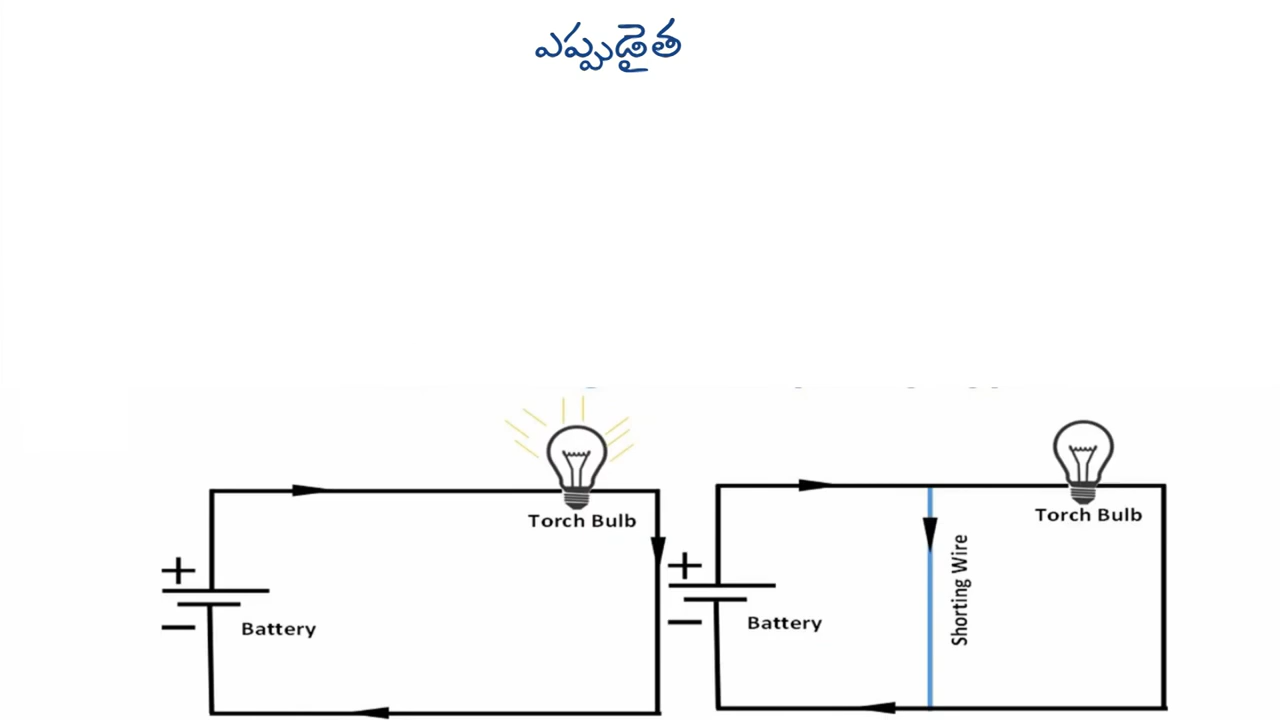 ఎప్పుడైత
Torch Bulb
+
−
Battery
Torch Bulb
+
−
Battery
Shorting Wire